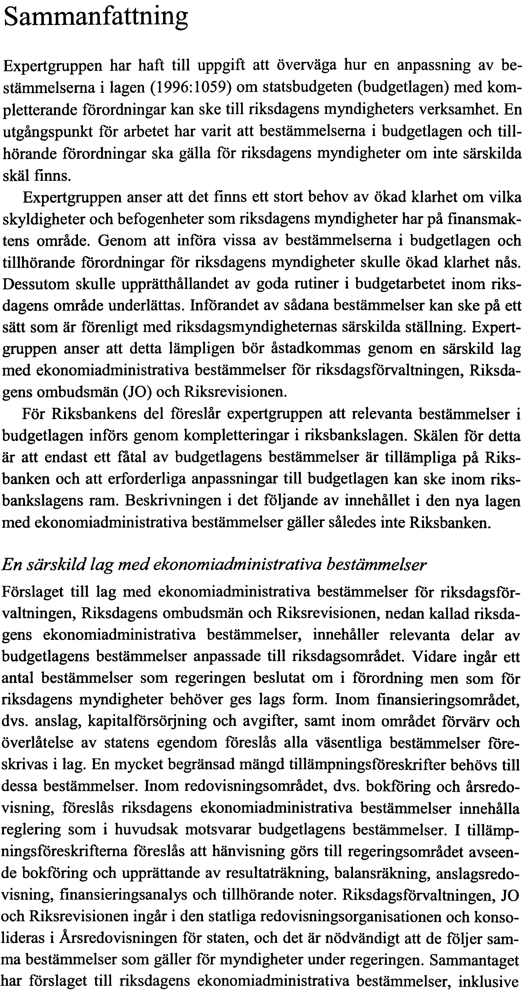 Sammanfattning
Expertgruppen har haft till uppgift att överväga hur en anpassning av be-
stämmelserna i lagen (1996:1059) om statsbudgeten (budgetlagen) med kom-
pletterande förordningar kan ske till riksdagens myndigheters verksamhet. En
utgångspunkt för arbetet har varit att bestämmelserna i budgetlagen och till-
hörande förordningar ska gälla för riksdagens myndigheter om inte särskilda
skäl finns.
Expertgruppen anser att det finns ett stort behov av ökad klarhet om vilka
skyldigheter och befogenheter som riksdagens myndigheter har på finansmak-
tens område. Genom att införa vissa av bestämmelserna i budgetlagen och
tillhörande förordningar för riksdagens myndigheter skulle ökad klarhet nås.
Dessutom skulle upprätthållandet av goda rutiner i budgetarbetet inom riks-
dagens område underlättas. Införandet av sådana bestämmelser kan ske på ett
sätt som är förenligt med riksdagsmyndigheternas särskilda ställning. Expert-
gruppen anser att detta lämpligen bör åstadkommas genom en särskild lag
med ekonomiadministrativa bestämmelser för riksdagsförvaltningen, Riksda-
gens ombudsmän (JO) och Riksrevisionen.
För Riksbankens del föreslår expertgruppen att relevanta bestämmelser i
budgetlagen införs genom kompletteringar i riksbankslagen. Skälen för detta
är att endast ett fåtal av budgetlagens bestämmelser är tillämpliga på Riks-
banken och att erforderliga anpassningar till budgetlagen kan ske inom riks-
bankslagens ram. Beskrivningen i det följande av innehållet i den nya lagen
med ekonomiadministrativa bestämmelser gäller således inte Riksbanken.
En särskild lag med ekonomiadministrativa bestämmelser
Förslaget till lag med ekonomiadministrativa bestämmelser för riksdagsför-
valtningen, Riksdagens ombudsmän och Riksrevisionen, nedan kallad riksda-
gens ekonomiadministrativa bestämmelser, innehåller relevanta delar av
budgetlagens bestämmelser anpassade till riksdagsområdet. Vidare ingår ett
antal bestämmelser som regeringen beslutat om i förordning men som för
riksdagens myndigheter behöver ges lags form. Inom finansieringsområdet,
dvs. anslag, kapitalförsörjning och avgifter, samt inom området förvärv och
överlåtelse av statens egendom föreslås alla väsentliga bestämmelser före-
skrivas i lag. En mycket begränsad mängd tillämpningsföreskrifter behövs till
dessa bestämmelser. Inom redovisningsområdet, dvs. bokföring och årsredo-
visning, föreslås riksdagens ekonomiadministrativa bestämmelser innehålla
reglering som i huvudsak motsvarar budgetlagens bestämmelser. I tillämp-
ningsföreskrifterna föreslås att hänvisning görs till regeringsområdet avseen-
de bokföring och upprättande av resultaträkning, balansräkning, anslagsredo-
visning, finansieringsanalys och tillhörande noter. Riksdagsförvaltningen, JO
och Riksrevisionen ingår i den statliga redovisningsorganisationen och konso-
lideras i Årsredovisningen för staten, och det är nödvändigt att de följer sam-
ma bestämmelser som gäller för myndigheter under regeringen. Sammantaget
har förslaget till riksdagens ekonomiadministrativa bestämmelser, inklusive